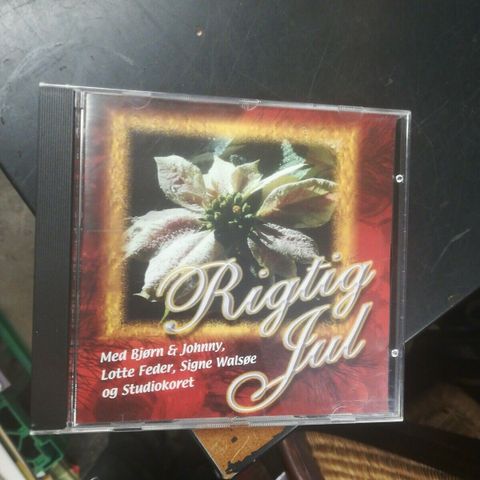 Rigtig
Jul
Med Bjørn & Johnny,
Lotte Feder, Signe Walsøe
og Studiokoret